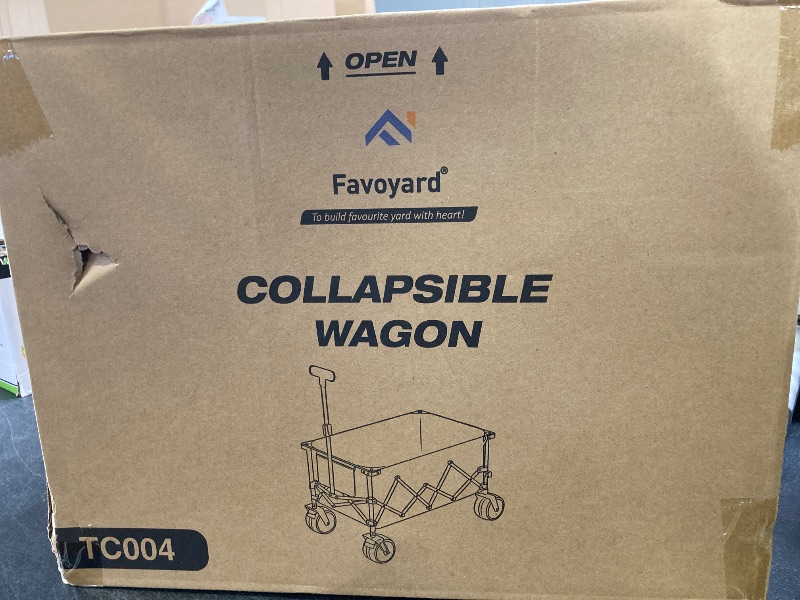 OPEN
Favoyard®
To build favourite yard with heart!
COLLAPSIBLE
WAGON
TC004